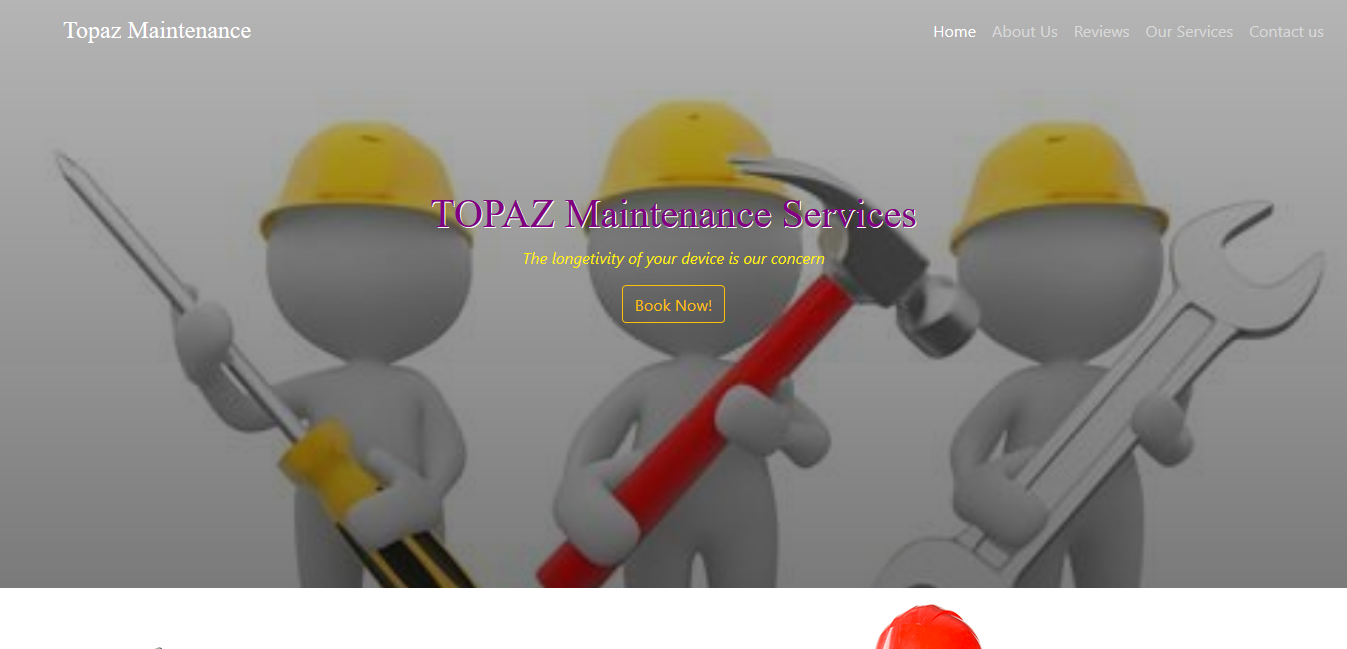 Topaz Maintenance
Home About Us Reviews Our Services Contact us
TOPAZ Maintenance Services
The longetivity of your device is our concern
Book Now!